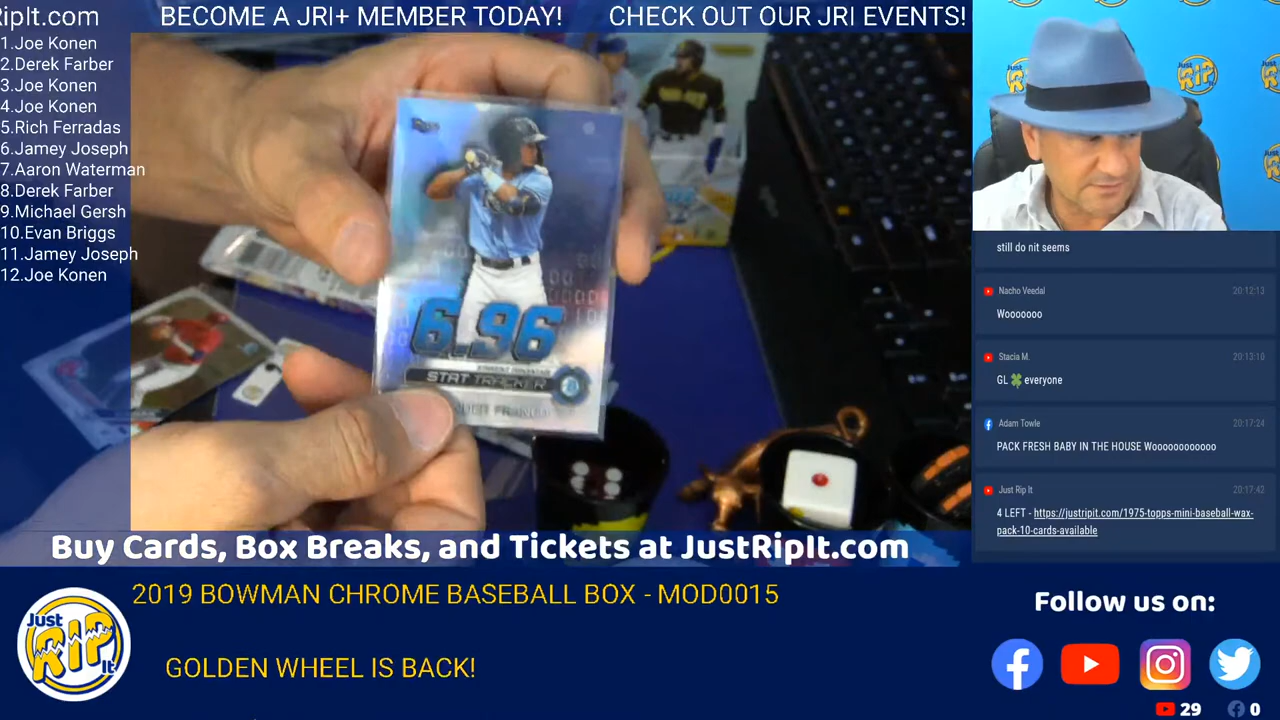 RipIt.com
BECOME A JRI+ MEMBER TODAY!
CHECK OUT OUR JRI EVENTS!
1.Joe Konen
2.Derek Farber
3.Joe Konen
4.Joe Konen
5.Rich Ferradas
6.Jamey Joseph
7.Aaron Waterman
8.Derek Farber
9.Michael Gersh
10.Evan Briggs
11.Jamey Joseph
12.Joe Konen
6.96
STAT TRACKER
Just
RIP
It
still do nit seems
Nacho Veedal
20:12:13
Wooooooo
Stacia M.
20:13:10
GL 🍀 everyone
Adam Towle
20:17:24
PACK FRESH BABY IN THE HOUSE Woooooooooooo
Just Rip It
20:17:42
4 LEFT - https://justripit.com/1975-topps-mini-baseball-wax-
pack-10-cards-available
Buy Cards, Box Breaks, and Tickets at JustRipIt.com
Just
RIP
It
2019 BOWMAN CHROME BASEBALL BOX - MOD0015
GOLDEN WHEEL IS BACK!
Follow us on:
29
0